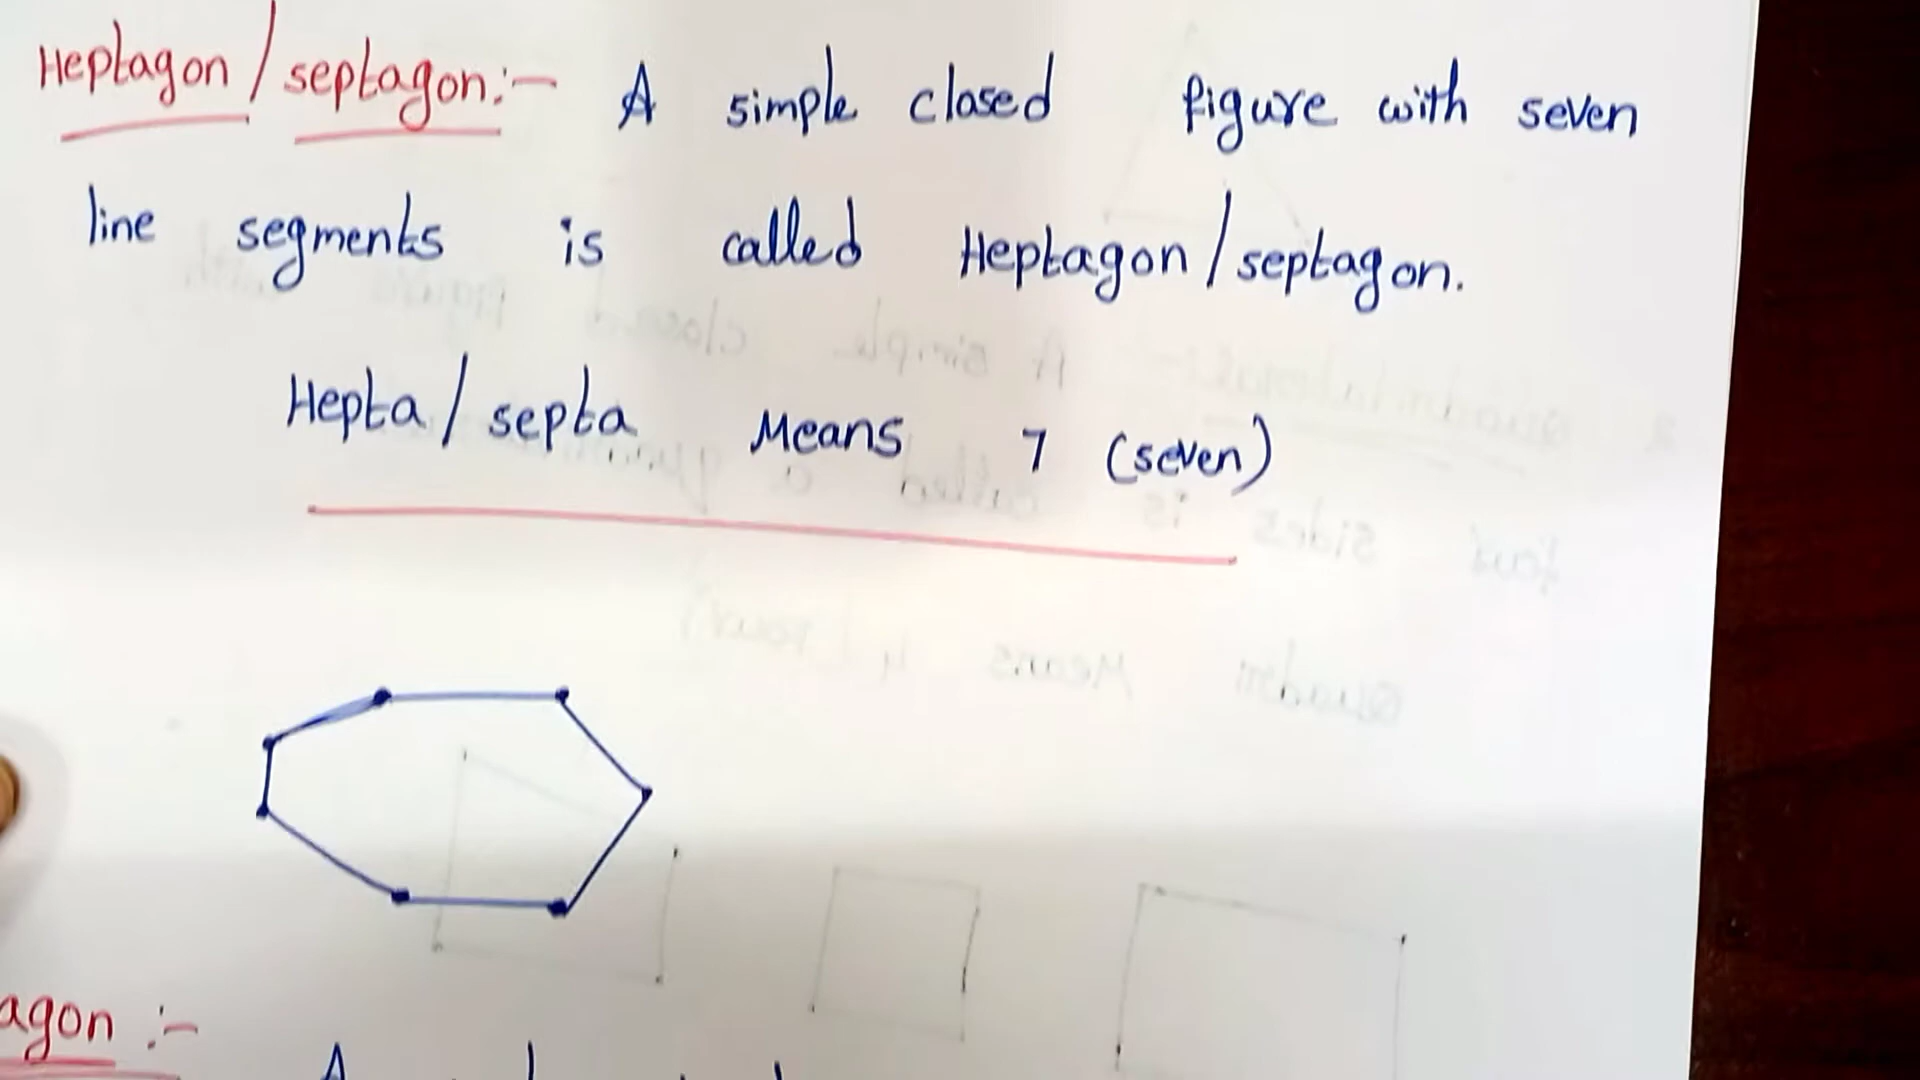 Heptagon / septagon:- A simple closed figure with seven
line segments is called Heptagon / septagon.
Hepta / septa Means 7 (seven)
agon :-
A